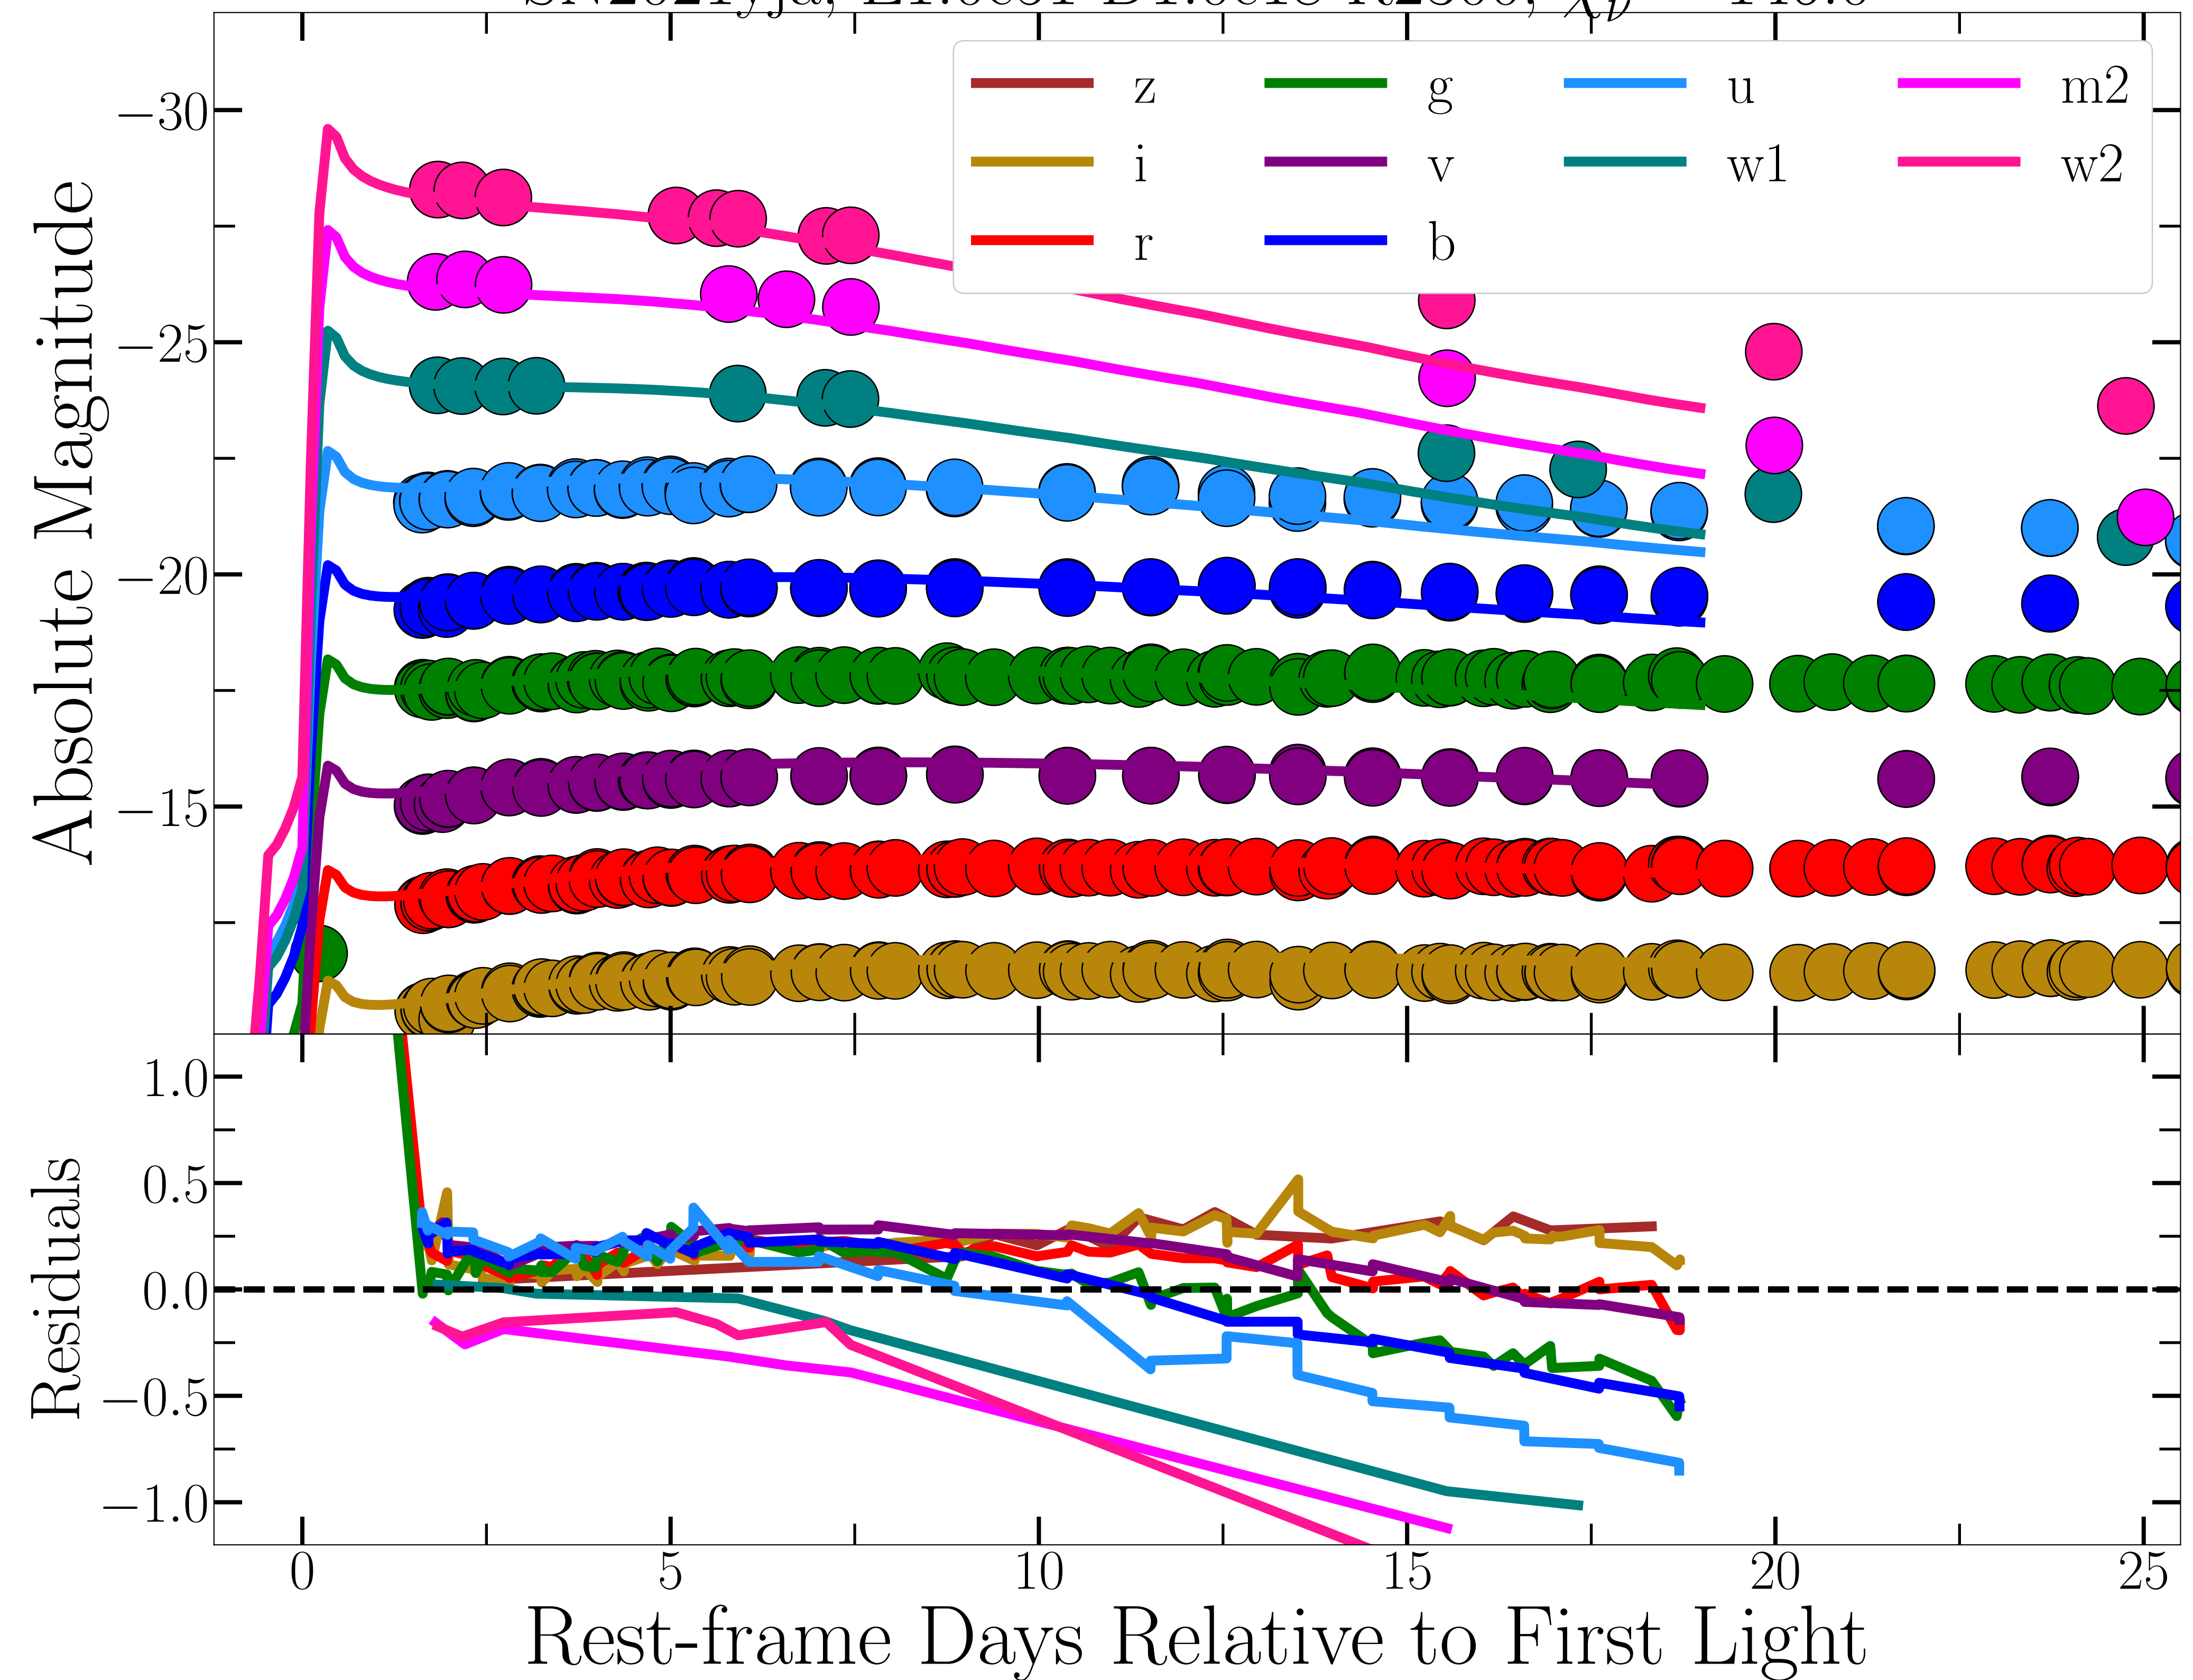 z g u m2
i v w1 w2
r b
Absolute Magnitude
−30
−25
−20
−15
Residuals
1.0
0.5
0.0
−0.5
−1.0
0 5 10 15 20 25
Rest-frame Days Relative to First Light